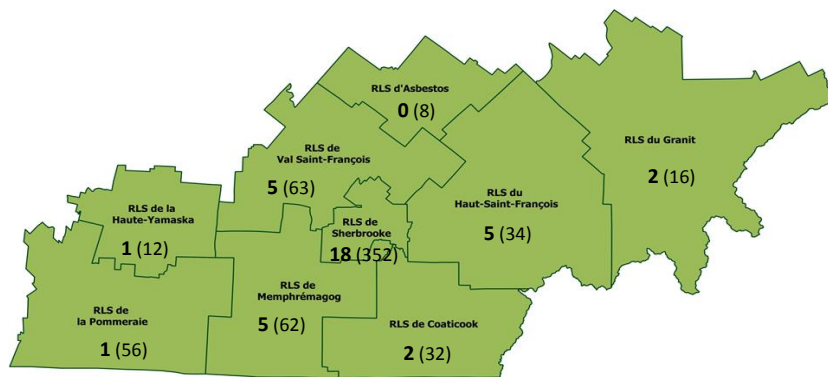 RLS d'Asbestos
0 (8)
RLS du Granit
2 (16)
RLS de
Val Saint-François
5 (63)
RLS du
Haut-Saint-François
5 (34)
RLS de la
Haute-Yamaska
1 (12)
RLS de
Sherbrooke
18 (352)
RLS de
Memphrémagog
5 (62)
RLS de
la Pommeraie
1 (56)
RLS de Coaticook
2 (32)